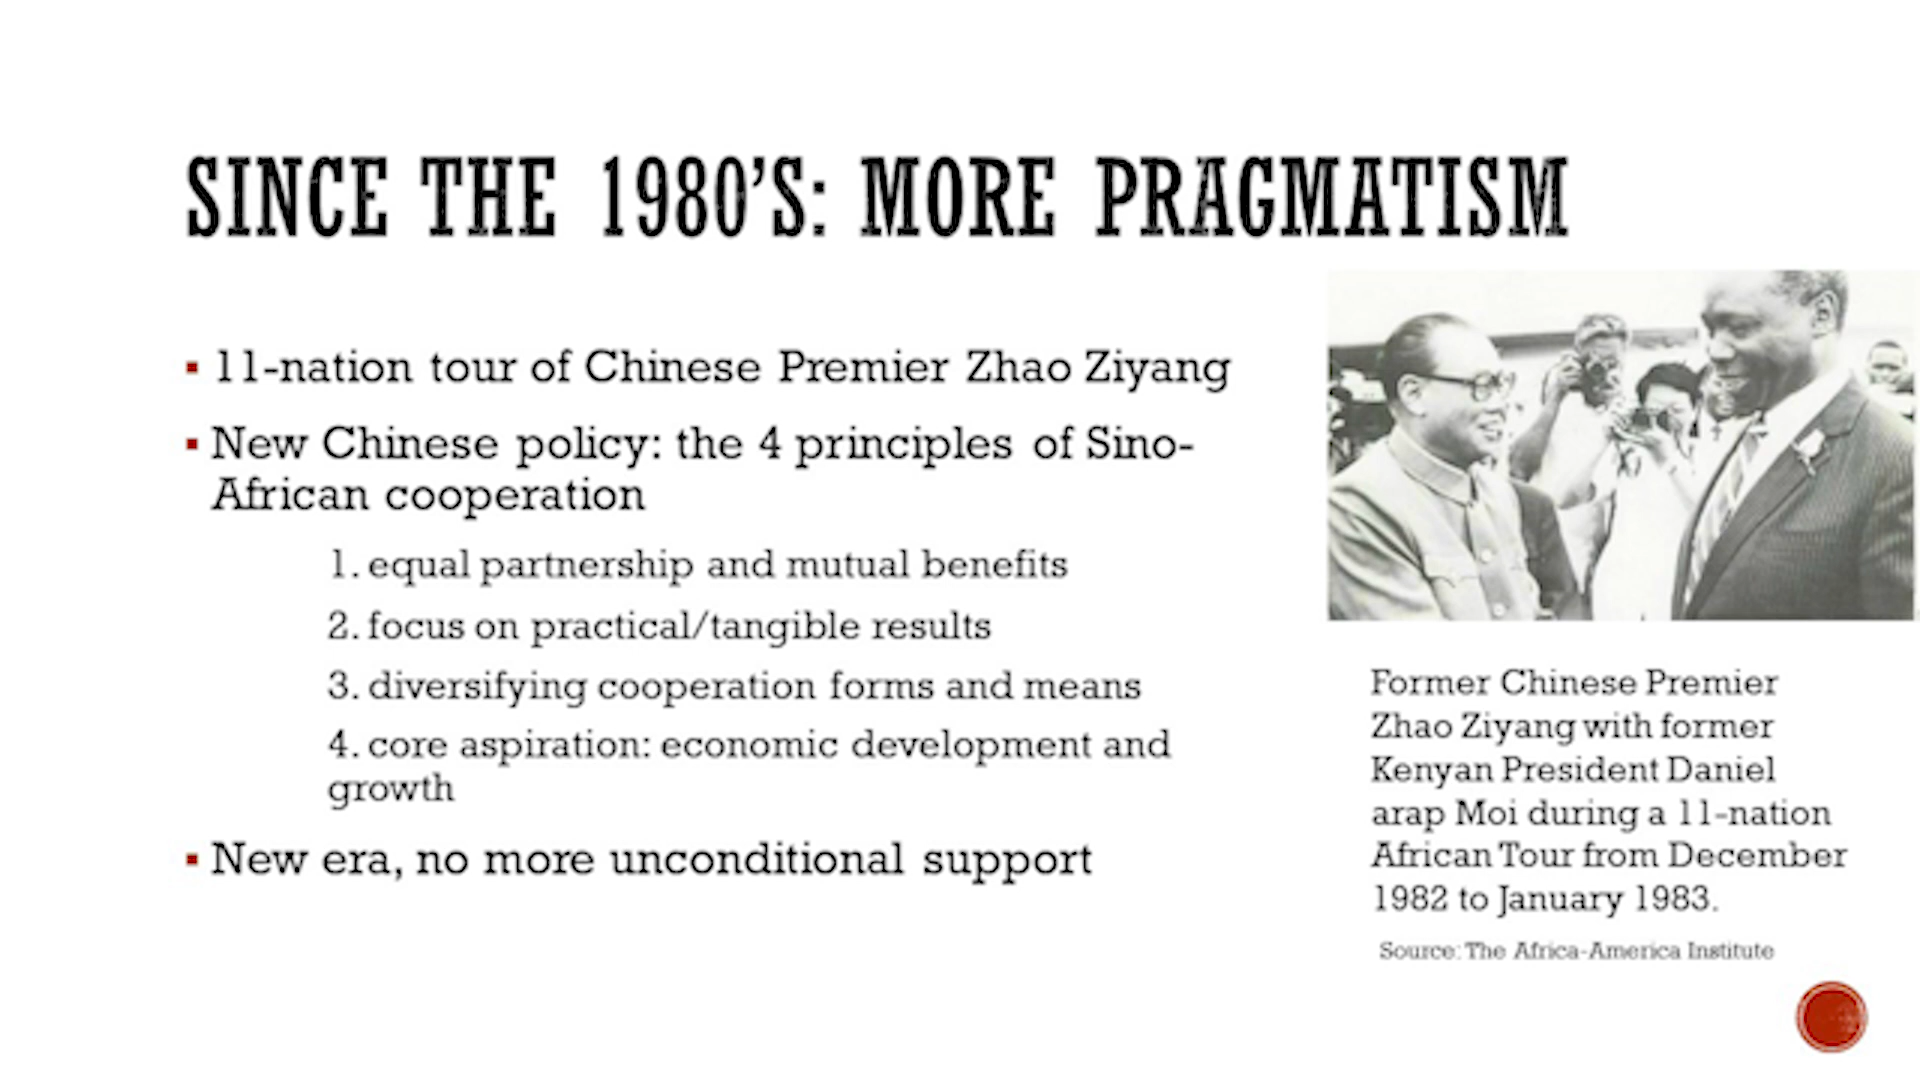 SINCE THE 1980'S: MORE PRAGMATISM
▪ 11-nation tour of Chinese Premier Zhao Ziyang
▪ New Chinese policy: the 4 principles of Sino-
African cooperation
1. equal partnership and mutual benefits
2. focus on practical/tangible results
3. diversifying cooperation forms and means
4. core aspiration: economic development and
growth
▪ New era, no more unconditional support
Former Chinese Premier
Zhao Ziyang with former
Kenyan President Daniel
arap Moi during a 11-nation
African Tour from December
1982 to January 1983.
Source: The Africa-America Institute